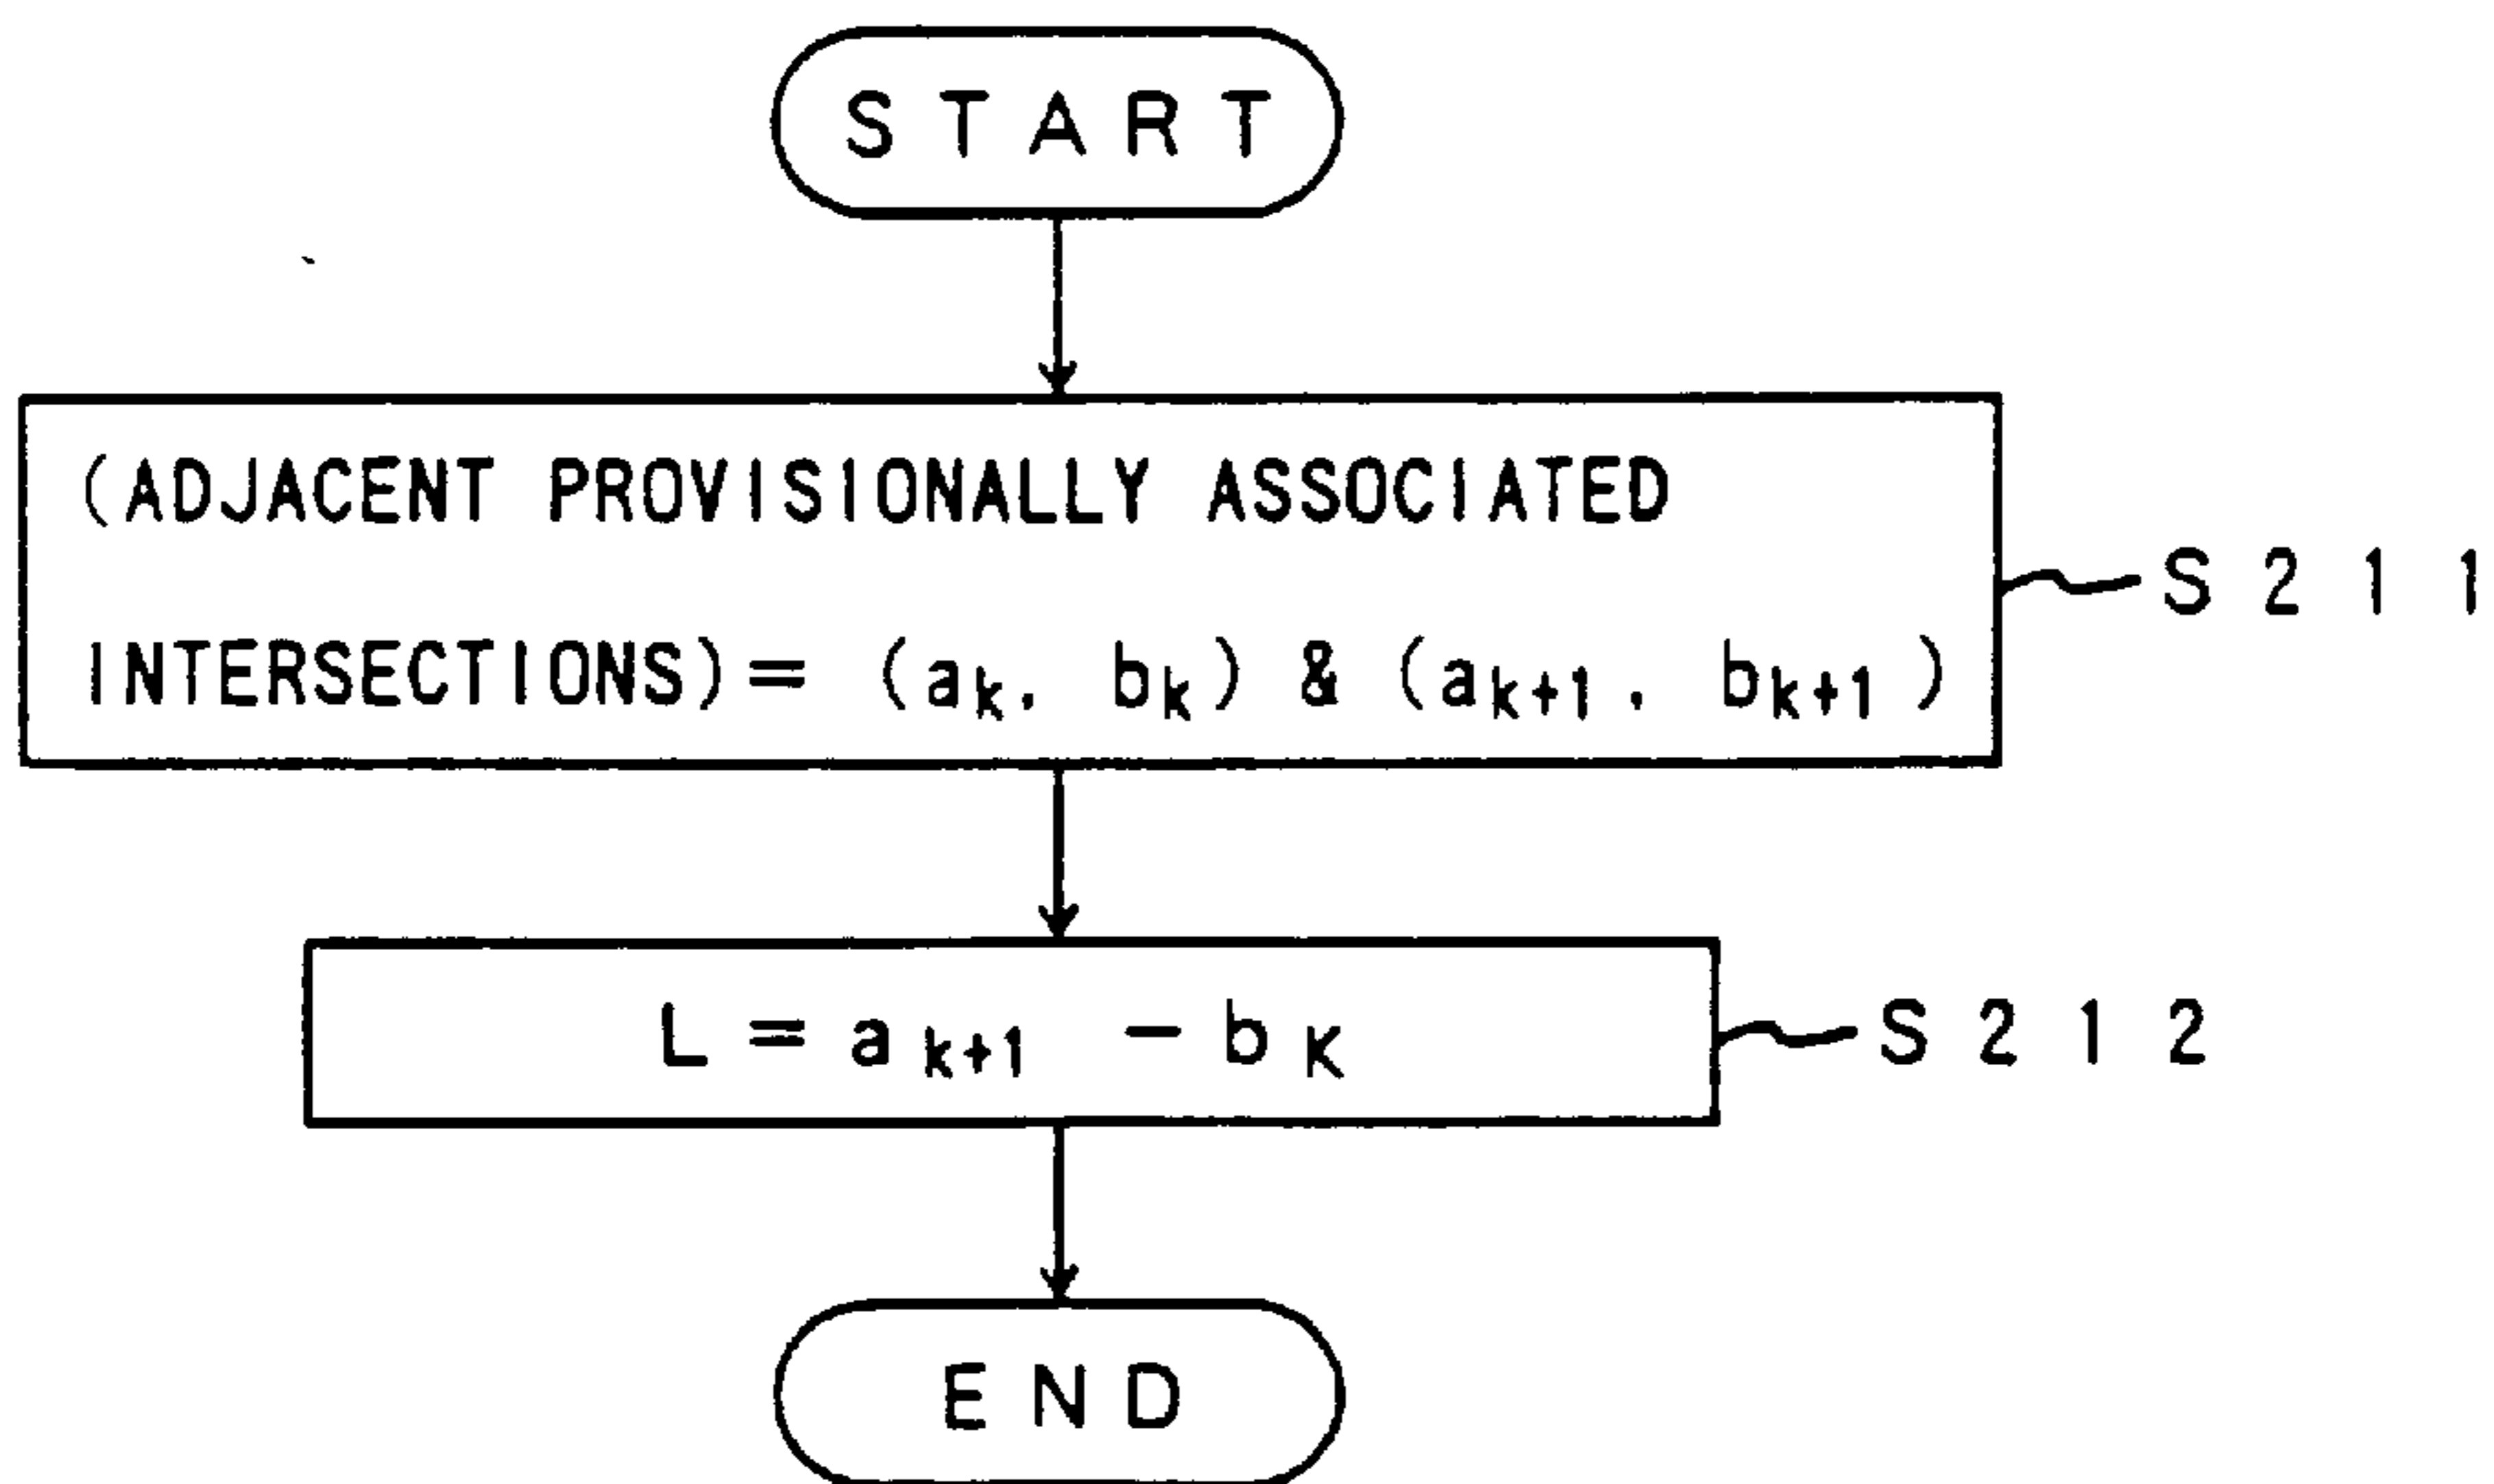 START
(ADJACENT PROVISIONALLY ASSOCIATED
INTERSECTIONS)= (aₖ, bₖ) & (aₖ₊₁, bₖ₊₁)
S211
L = aₖ₊₁ - bₖ
S212
END